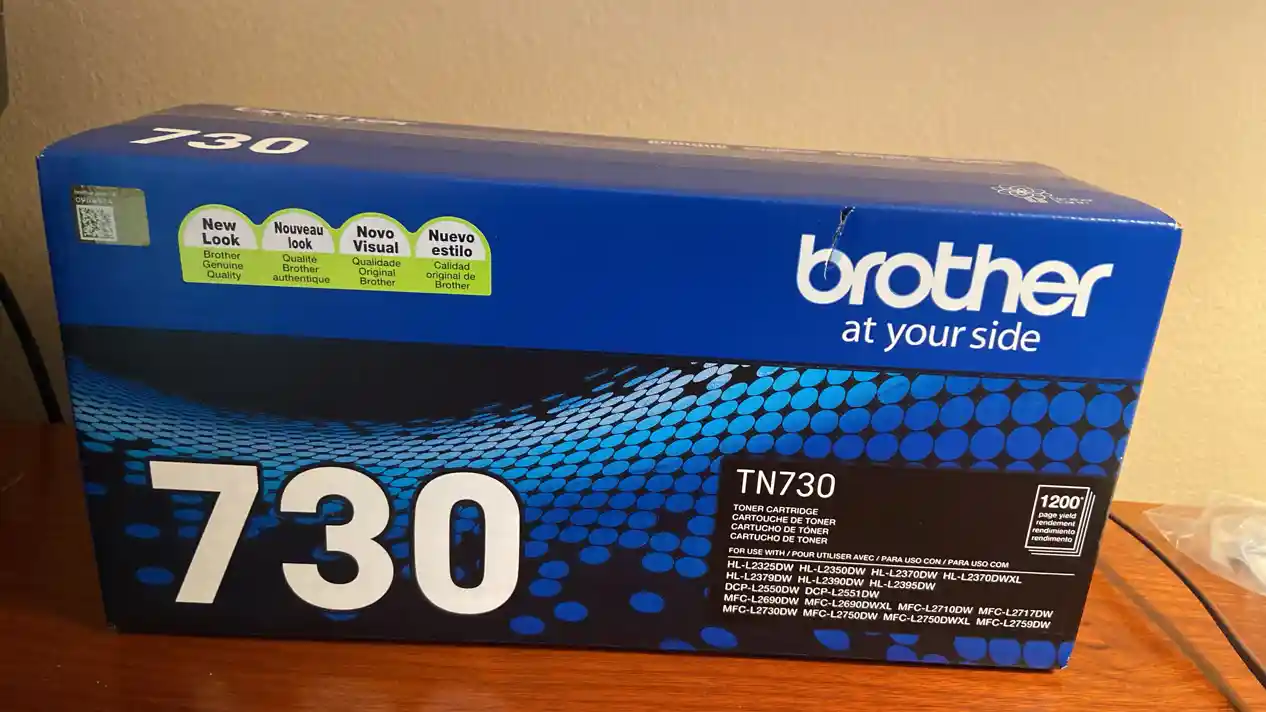 730
New
Look
Brother
Genuine
Quality
Nouveau
look
Qualité
Brother
authentique
Novo
Visual
Qualidade
Original
Brother
Nuevo
estilo
Calidad
original de
Brother
brother
at your side
730
TN730
TONER CARTRIDGE
CARTOUCHE DE TONER
CARTUCHO DE TÓNER
CARTUCHO DE TONER
1200*
page yield
rendement
rendimiento
rendimento
FOR USE WITH / POUR UTILISER AVEC / PARA USO CON / PARA USO COM
HL-L2325DW HL-L2350DW HL-L2370DW HL-L2370DWXL
HL-L2379DW HL-L2390DW HL-L2395DW
DCP-L2550DW DCP-L2551DW
MFC-L2690DW MFC-L2690DWXL MFC-L2710DW MFC-L2717DW
MFC-L2730DW MFC-L2750DW MFC-L2750DWXL MFC-L2759DW